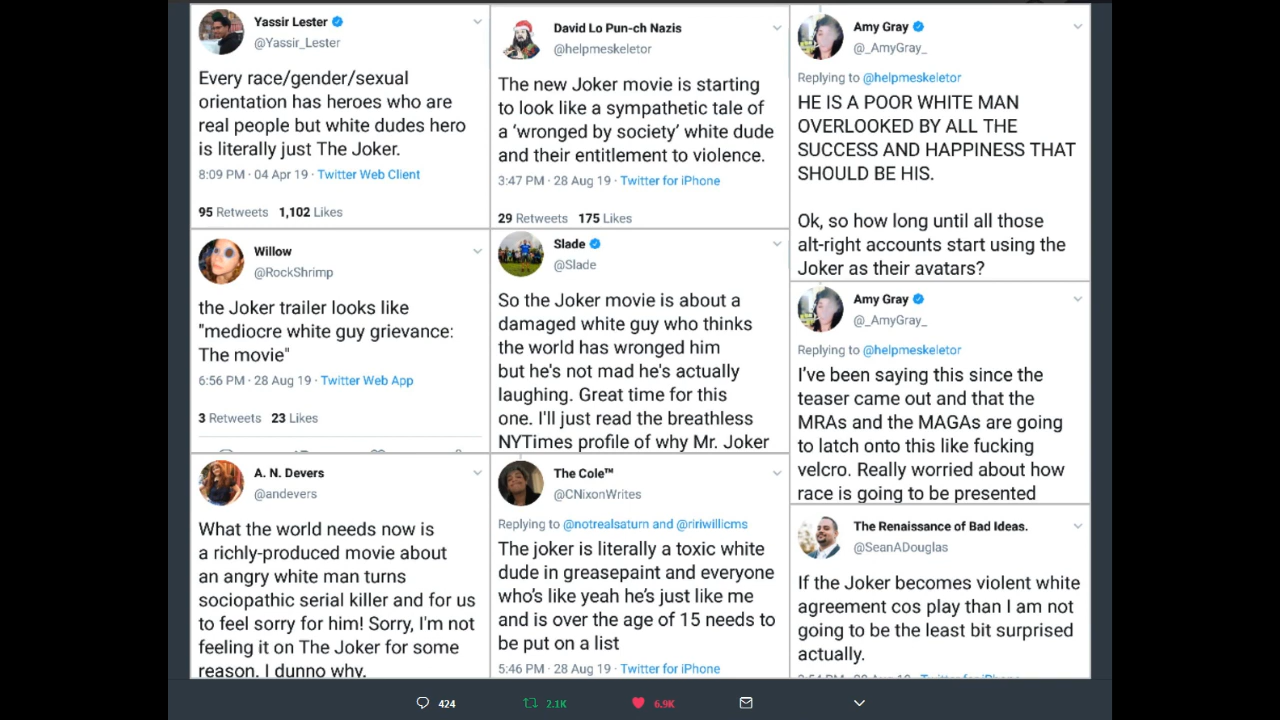 Yassir Lester
@Yassir_Lester
Every race/gender/sexual
orientation has heroes who are
real people but white dudes hero
is literally just The Joker.
8:09 PM · 04 Apr 19 · Twitter Web Client
95 Retweets 1,102 Likes
Willow
@RockShrimp
the Joker trailer looks like
"mediocre white guy grievance:
The movie"
6:56 PM · 28 Aug 19 · Twitter Web App
3 Retweets 23 Likes
A. N. Devers
@andevers
What the world needs now is
a richly-produced movie about
an angry white man turns
sociopathic serial killer and for us
to feel sorry for him! Sorry, I'm not
feeling it on The Joker for some
reason. I dunno why.
David Lo Pun-ch Nazis
@helpmeskeletor
The new Joker movie is starting
to look like a sympathetic tale of
a 'wronged by society' white dude
and their entitlement to violence.
3:47 PM · 28 Aug 19 · Twitter for iPhone
29 Retweets 175 Likes
Slade
@Slade
So the Joker movie is about a
damaged white guy who thinks
the world has wronged him
but he's not mad he's actually
laughing. Great time for this
one. I'll just read the breathless
NYTimes profile of why Mr. Joker
The Cole™
@CNixonWrites
Replying to @notrealsaturn and @ririwillicms
The joker is literally a toxic white
dude in greasepaint and everyone
who's like yeah he's just like me
and is over the age of 15 needs to
be put on a list
5:46 PM · 28 Aug 19 · Twitter for iPhone
Amy Gray
@_AmyGray_
Replying to @helpmeskeletor
HE IS A POOR WHITE MAN
OVERLOOKED BY ALL THE
SUCCESS AND HAPPINESS THAT
SHOULD BE HIS.
Ok, so how long until all those
alt-right accounts start using the
Joker as their avatars?
Amy Gray
@_AmyGray_
Replying to @helpmeskeletor
I've been saying this since the
teaser came out and that the
MRAs and the MAGAs are going
to latch onto this like fucking
velcro. Really worried about how
race is going to be presented
The Renaissance of Bad Ideas.
@SeanADouglas
If the Joker becomes violent white
agreement cos play than I am not
going to be the least bit surprised
actually.
424 2.1K 6.9K